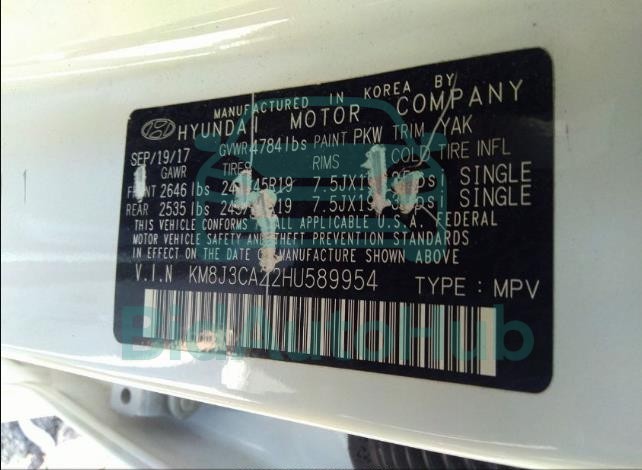 MANUFACTURED IN KOREA BY
HYUNDAI MOTOR COMPANY
SEP/19/17 GVWR 4784lbs PAINT PKW TRIM YAK
GAWR TIRES RIMS COLD TIRE INFL
FRONT 2646lbs 7.5JX19 SINGLE
REAR 2535lbs 7.5JX19 SINGLE
THIS VEHICLE CONFORMS TO ALL APPLICABLE U.S.A. FEDERAL
MOTOR VEHICLE SAFETY AND THEFT PREVENTION STANDARDS
IN EFFECT ON THE DATE OF MANUFACTURE SHOWN ABOVE
V.I.N KM8J3CA22HU589954 TYPE : MPV
BidAutoHub